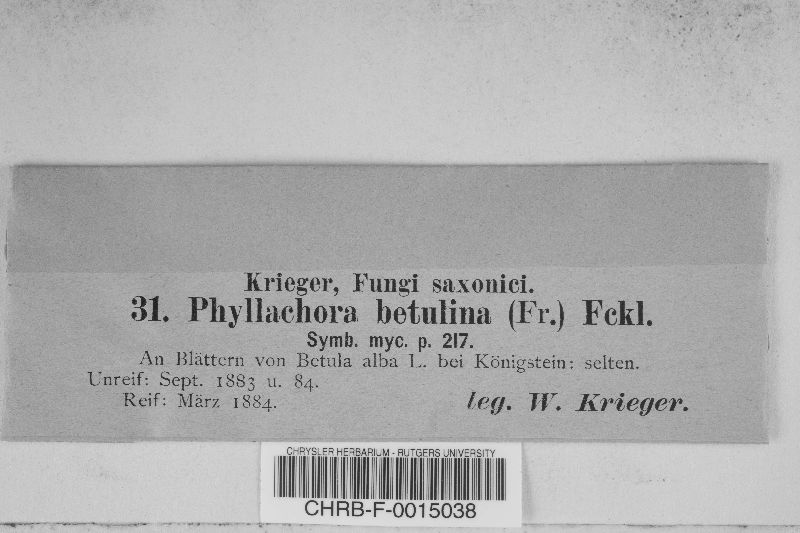 Krieger, Fungi saxonici.
31. Phyllachora betulina (Fr.) Fckl.
Symb. myc. p. 217.
An Blättern von Betula alba L. bei Königstein: selten.
Unreif: Sept. 1883 u. 84.
Reif: März 1884.
leg. W. Krieger.
CHRYSLER HERBARIUM - RUTGERS UNIVERSITY
CHRB-F-0015038